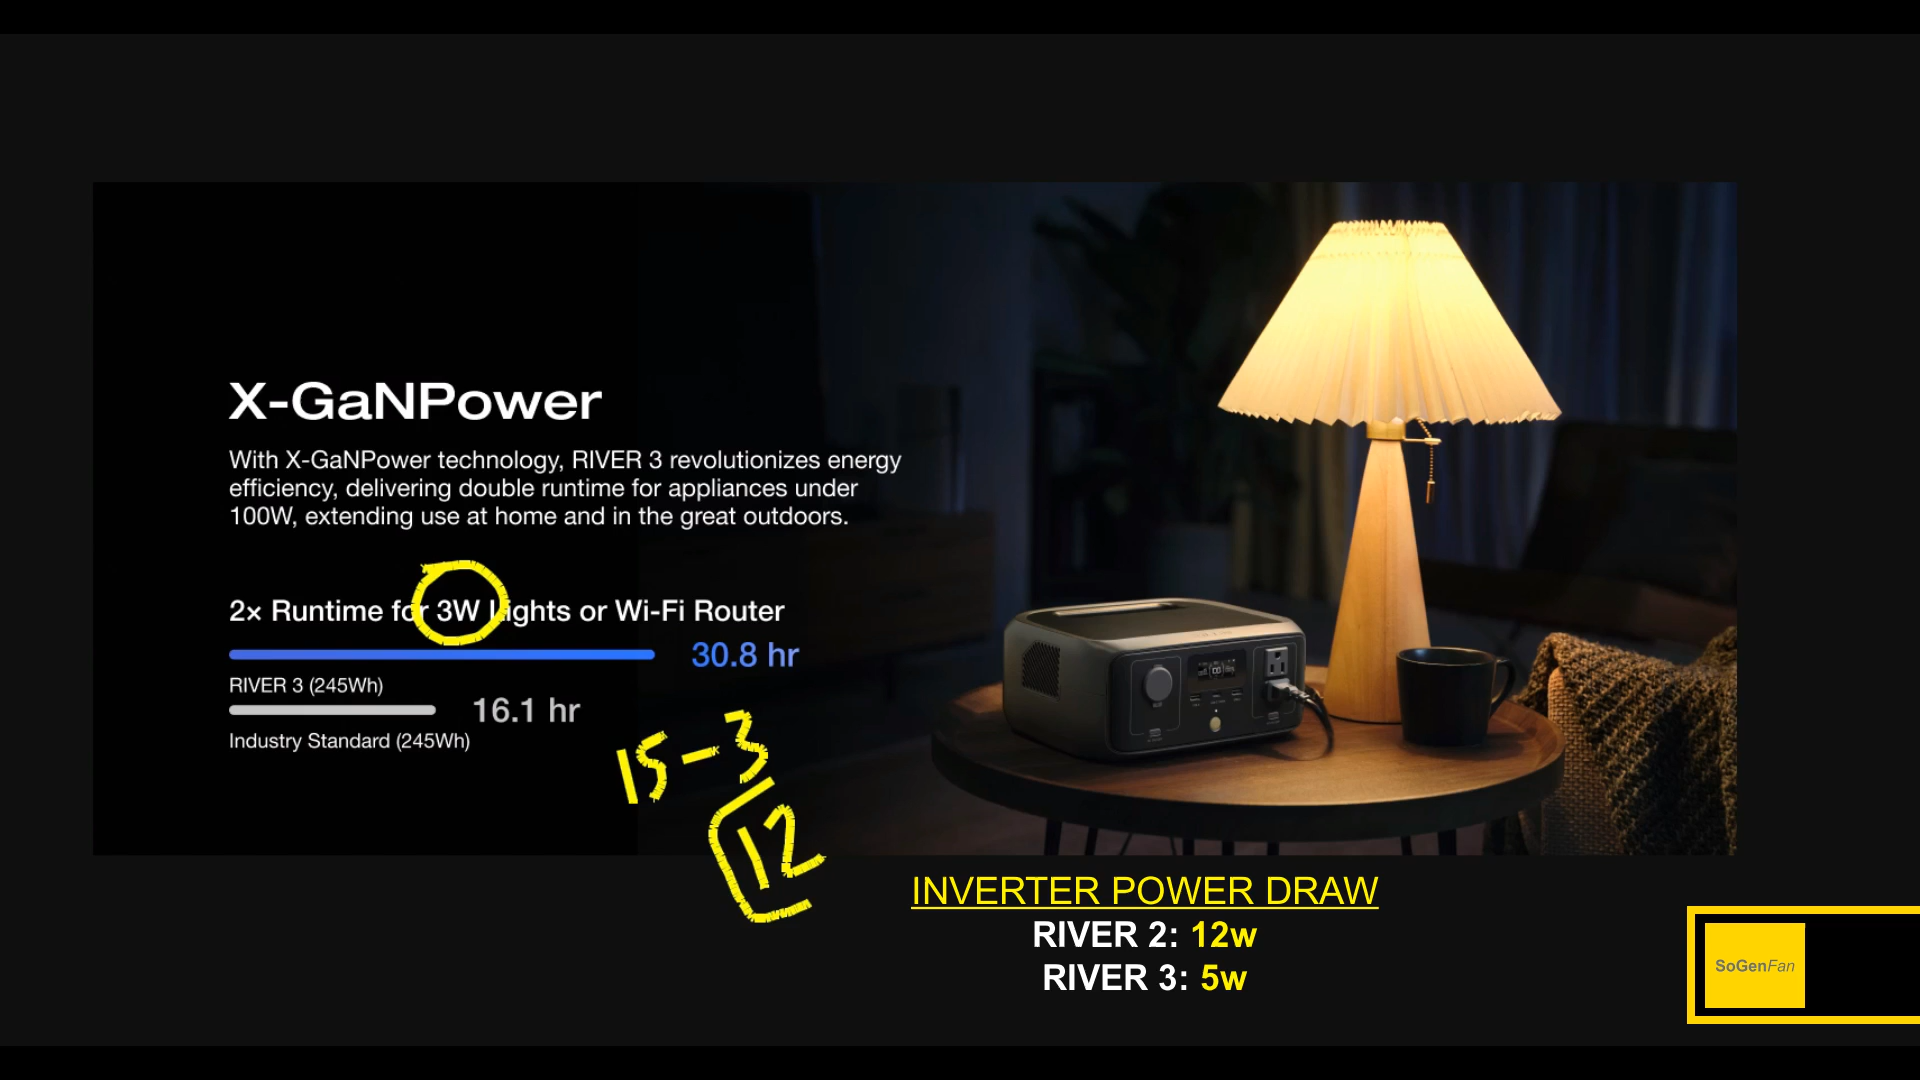 X-GaNPower
With X-GaNPower technology, RIVER 3 revolutionizes energy
efficiency, delivering double runtime for appliances under
100W, extending use at home and in the great outdoors.
2× Runtime for 3W Lights or Wi-Fi Router
30.8 hr
RIVER 3 (245Wh)
16.1 hr
Industry Standard (245Wh)
15-3
12
INVERTER POWER DRAW
RIVER 2: 12w
RIVER 3: 5w
SoGenFan